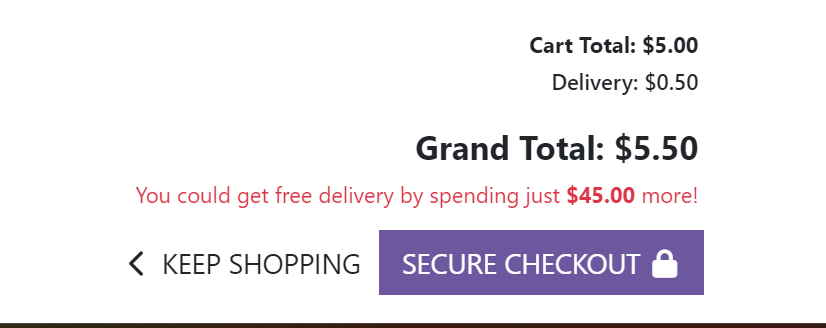 Cart Total: $5.00
Delivery: $0.50
Grand Total: $5.50
You could get free delivery by spending just $45.00 more!
KEEP SHOPPING SECURE CHECKOUT